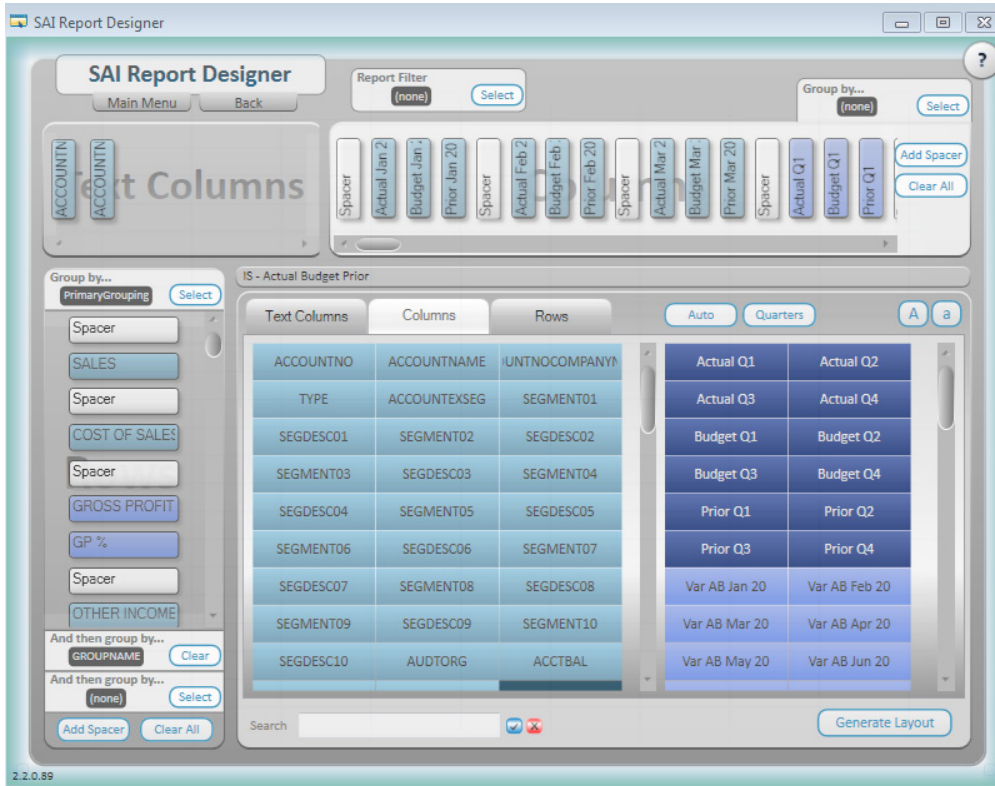 SAI Report Designer
SAI Report Designer
Main Menu
Back
Report Filter
(none)
Select
?
Group by...
(none)
Select
Text Columns
ACCOUNTN
ACCOUNTN
Spacer
Actual Jan 2
Budget Jan
Prior Jan 20
Spacer
Actual Feb 2
Budget Feb
Prior Feb 20
Spacer
Actual Mar 2
Budget Mar
Prior Mar 20
Spacer
Actual Q1
Budget Q1
Prior Q1
Add Spacer
Clear All
Group by...
PrimaryGrouping
Select
Spacer
SALES
Spacer
COST OF SALES
Spacer
GROSS PROFIT
GP %
Spacer
OTHER INCOME
And then group by...
GROUPNAME
Clear
And then group by...
(none)
Select
Add Spacer
Clear All
IS - Actual Budget Prior
Text Columns
Columns
Rows
Auto
Quarters
A
a
ACCOUNTNO ACCOUNTNAME OUNTNOCOMPANYN
TYPE ACCOUNTEXSEG SEGMENT01
SEGDESC01 SEGMENT02 SEGDESC02
SEGMENT03 SEGDESC03 SEGMENT04
SEGDESC04 SEGMENT05 SEGDESC05
SEGMENT06 SEGDESC06 SEGMENT07
SEGDESC07 SEGMENT08 SEGDESC08
SEGMENT09 SEGDESC09 SEGMENT10
SEGDESC10 AUDTORG ACCTBAL
Actual Q1 Actual Q2
Actual Q3 Actual Q4
Budget Q1 Budget Q2
Budget Q3 Budget Q4
Prior Q1 Prior Q2
Prior Q3 Prior Q4
Var AB Jan 20 Var AB Feb 20
Var AB Mar 20 Var AB Apr 20
Var AB May 20 Var AB Jun 20
Search
Generate Layout
2.2.0.89